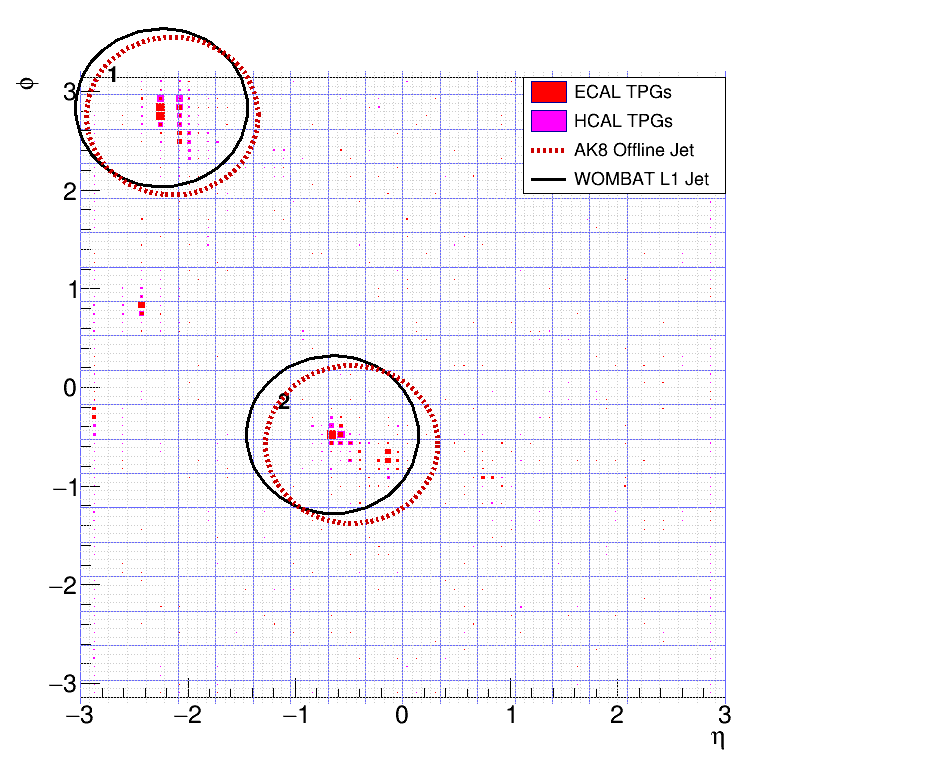 ϕ
3
2
1
0
−1
−2
−3
1
2
ECAL TPGs
HCAL TPGs
AK8 Offline Jet
WOMBAT L1 Jet
−3 −2 −1 0 1 2 3
η